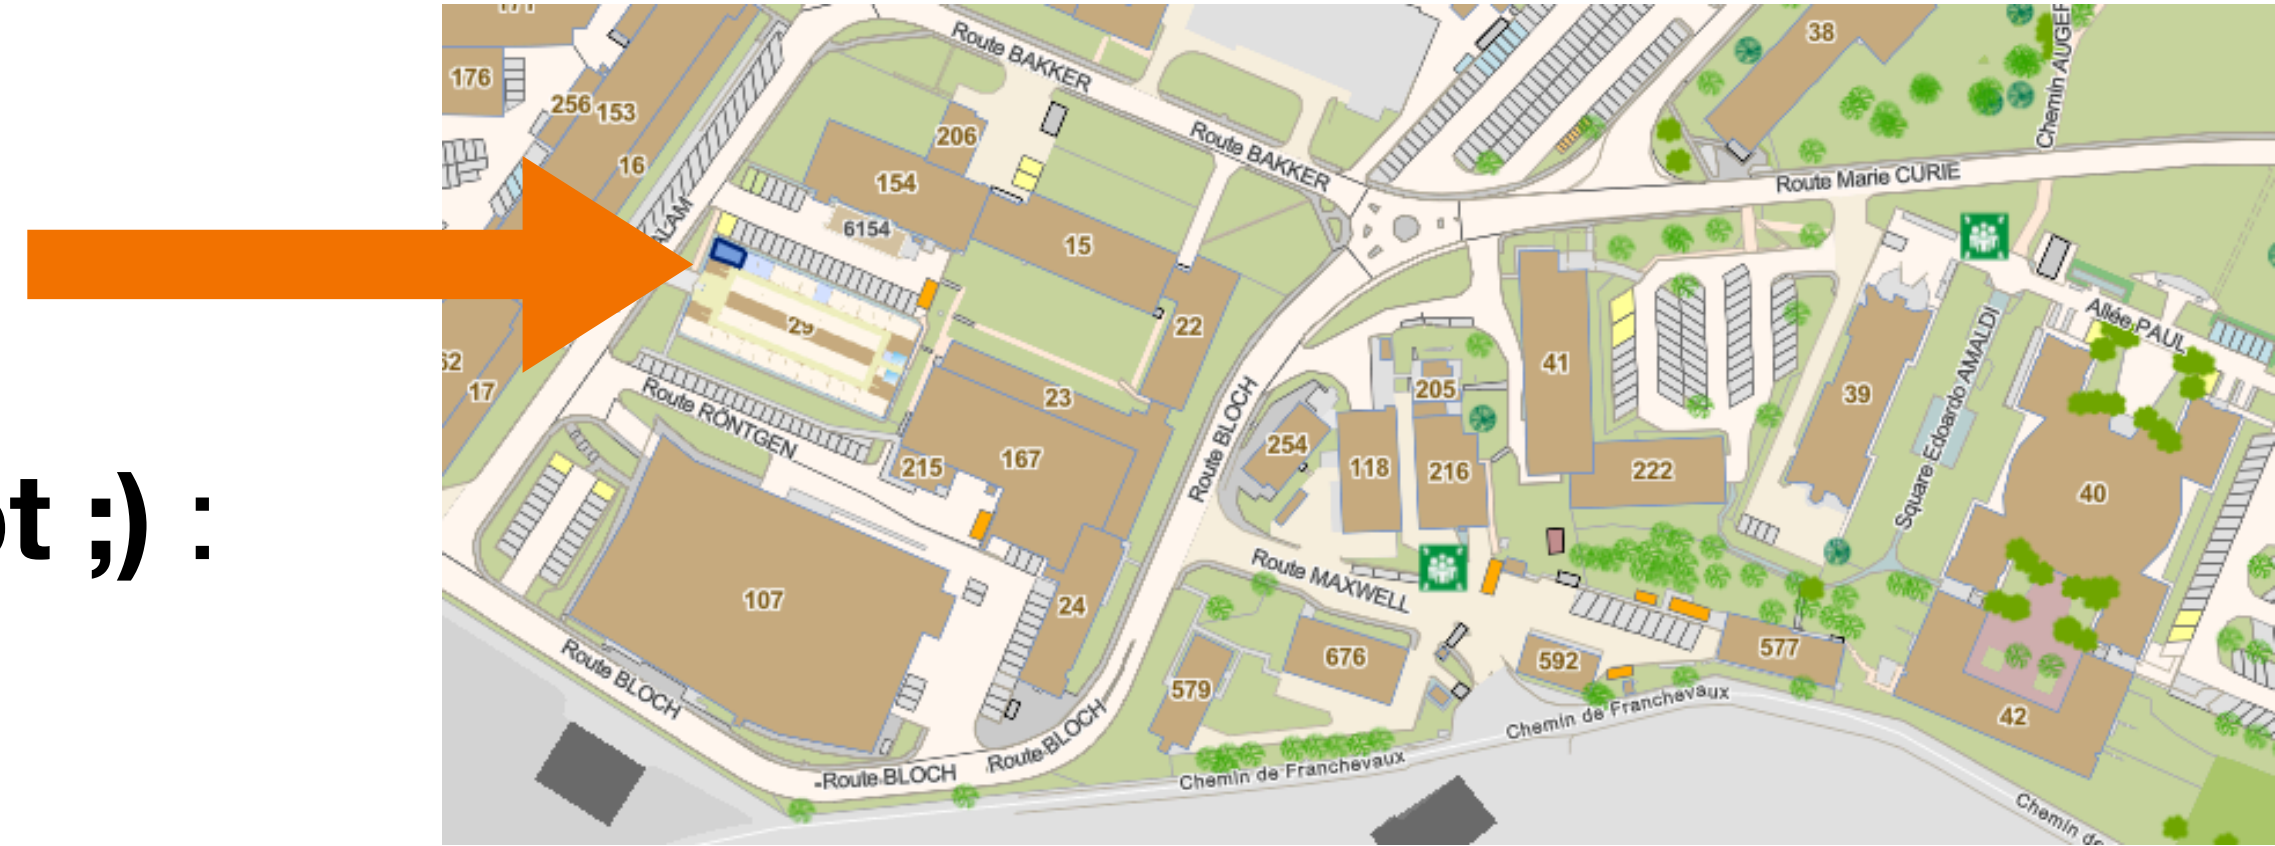 171
Route BAKKER
38
Chemin AUGER
176
256
153
206
Route BAKKER
16
154
Route Marie CURIE
6154
15
29
22
Allée PAUL
Square Edoardo AMALDI
41
17
205
23
39
Route RÖNTGEN
Route BLOCH
254
215
167
118
216
222
40
t ;) :
Route MAXWELL
107
24
676
592
577
Route BLOCH
579
42
Chemin de Franchevaux
Route BLOCH
Route BLOCH
Chemin de Franchevaux
Chemin de